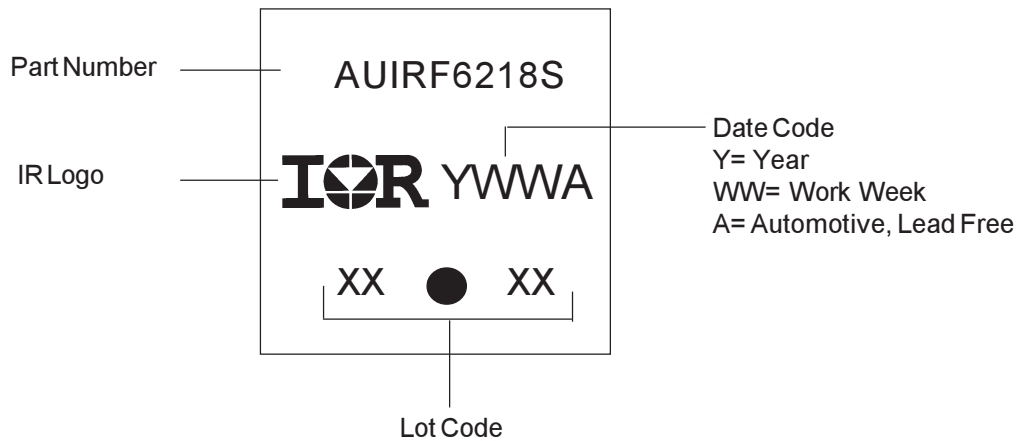 Part Number
AUIRF6218S
IR Logo
IOR YWWA
Date Code
Y= Year
WW= Work Week
A= Automotive, Lead Free
XX XX
Lot Code